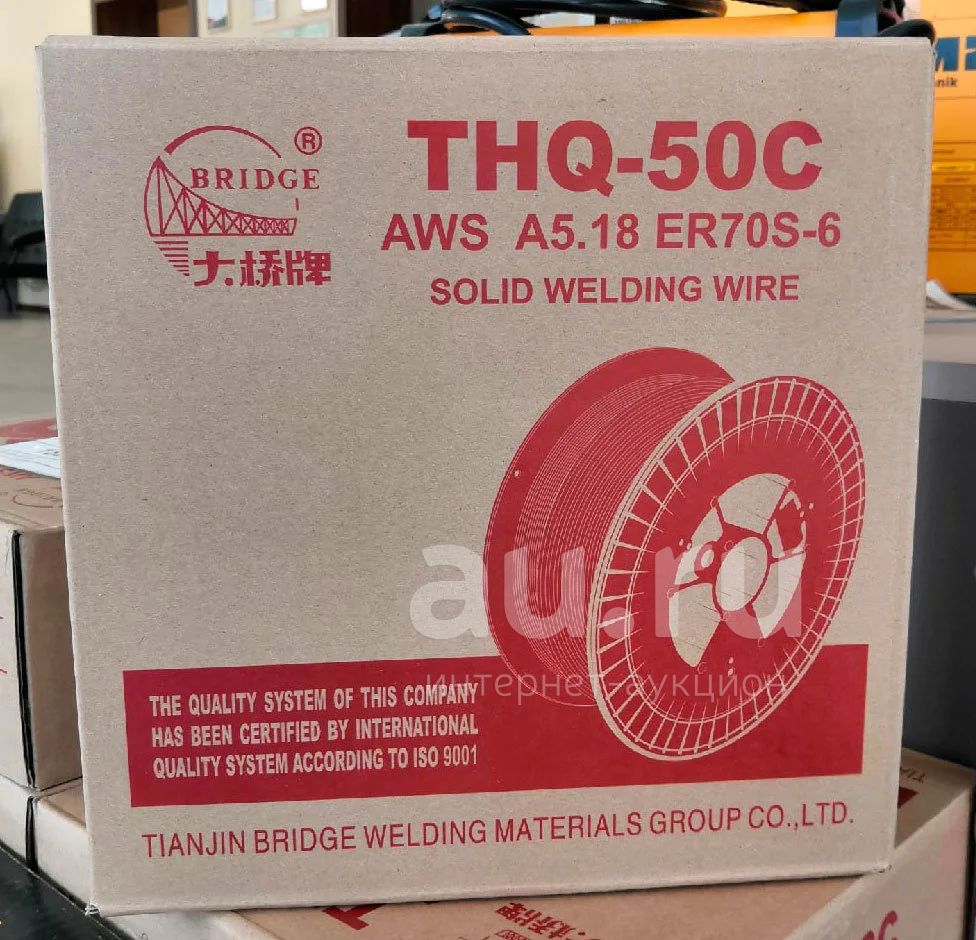 BRIDGE
®
大桥牌
THQ-50C
AWS A5.18 ER70S-6
SOLID WELDING WIRE
au.ru
интернет-аукцион
THE QUALITY SYSTEM OF THIS COMPANY
HAS BEEN CERTIFIED BY INTERNATIONAL
QUALITY SYSTEM ACCORDING TO ISO 9001
TIANJIN BRIDGE WELDING MATERIALS GROUP CO.,LTD.